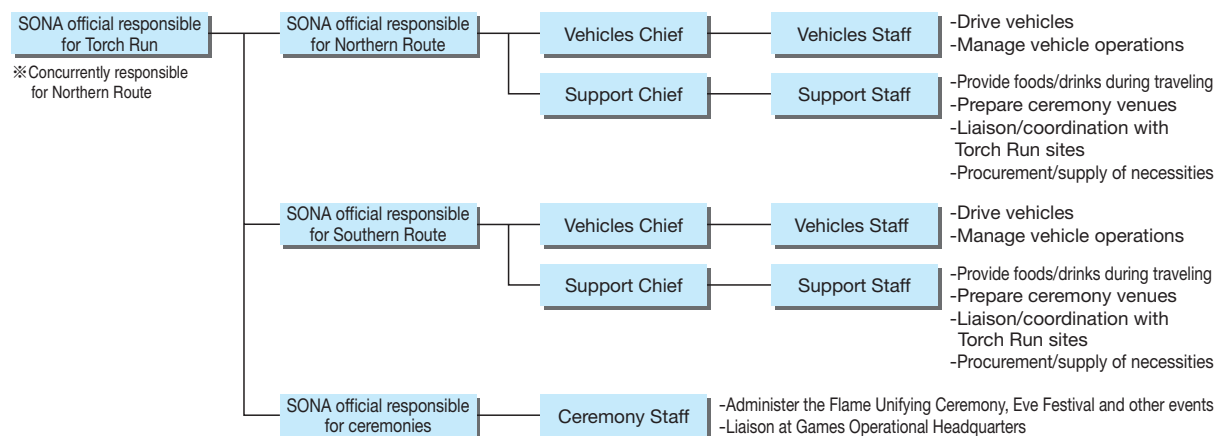 SONA official responsible
for Torch Run
※Concurrently responsible
for Northern Route
SONA official responsible
for Northern Route
Vehicles Chief
Vehicles Staff
-Drive vehicles
-Manage vehicle operations
Support Chief
Support Staff
-Provide foods/drinks during traveling
-Prepare ceremony venues
-Liaison/coordination with
Torch Run sites
-Procurement/supply of necessities
SONA official responsible
for Southern Route
Vehicles Chief
Vehicles Staff
-Drive vehicles
-Manage vehicle operations
Support Chief
Support Staff
-Provide foods/drinks during traveling
-Prepare ceremony venues
-Liaison/coordination with
Torch Run sites
-Procurement/supply of necessities
SONA official responsible
for ceremonies
Ceremony Staff
-Administer the Flame Unifying Ceremony, Eve Festival and other events
-Liaison at Games Operational Headquarters